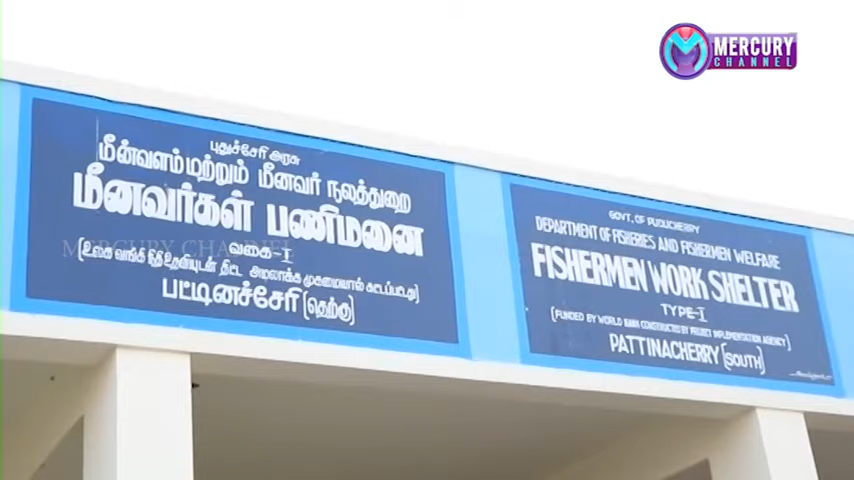 MERCURY
CHANNEL
புதுச்சேரி அரசு
மீன்வளம் மற்றும் மீனவர் நலத்துறை
மீனவர்கள் பணிமனை
வகை-I
(உலக வங்கி நிதிஉதவியுடன் திட்ட அமலாக்க முகமையால் கட்டப்பட்டது)
பட்டினச்சேரி (தெற்கு)
MERCURY CHANNEL
GOVT. OF PUDUCHERRY
DEPARTMENT OF FISHERIES AND FISHERMEN WELFARE
FISHERMEN WORK SHELTER
TYPE-I
(FUNDED BY WORLD BANK CONSTRUCTED BY PROJECT IMPLEMENTATION AGENCY)
PATTINACHERRY (SOUTH)